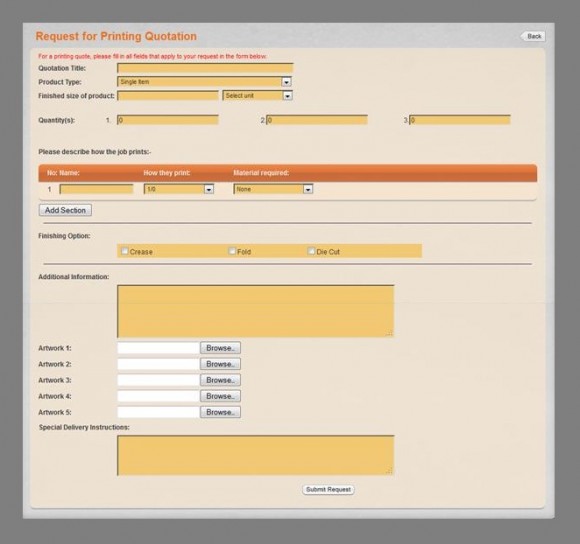 Request for Printing Quotation
Back
For a printing quote, please fill in all fields that apply to your request in the form below.
Quotation Title:
Product Type: Single Item
Finished size of product: Select unit
Quantity(s): 1. 0 2. 0 3. 0
Please describe how the job prints:-
No: Name: How they print: Material required:
1 1/0 None
Add Section
Finishing Option:
Crease Fold Die Cut
Additional Information:
Artwork 1: Browse..
Artwork 2: Browse..
Artwork 3: Browse..
Artwork 4: Browse..
Artwork 5: Browse..
Special Delivery Instructions:
Submit Request